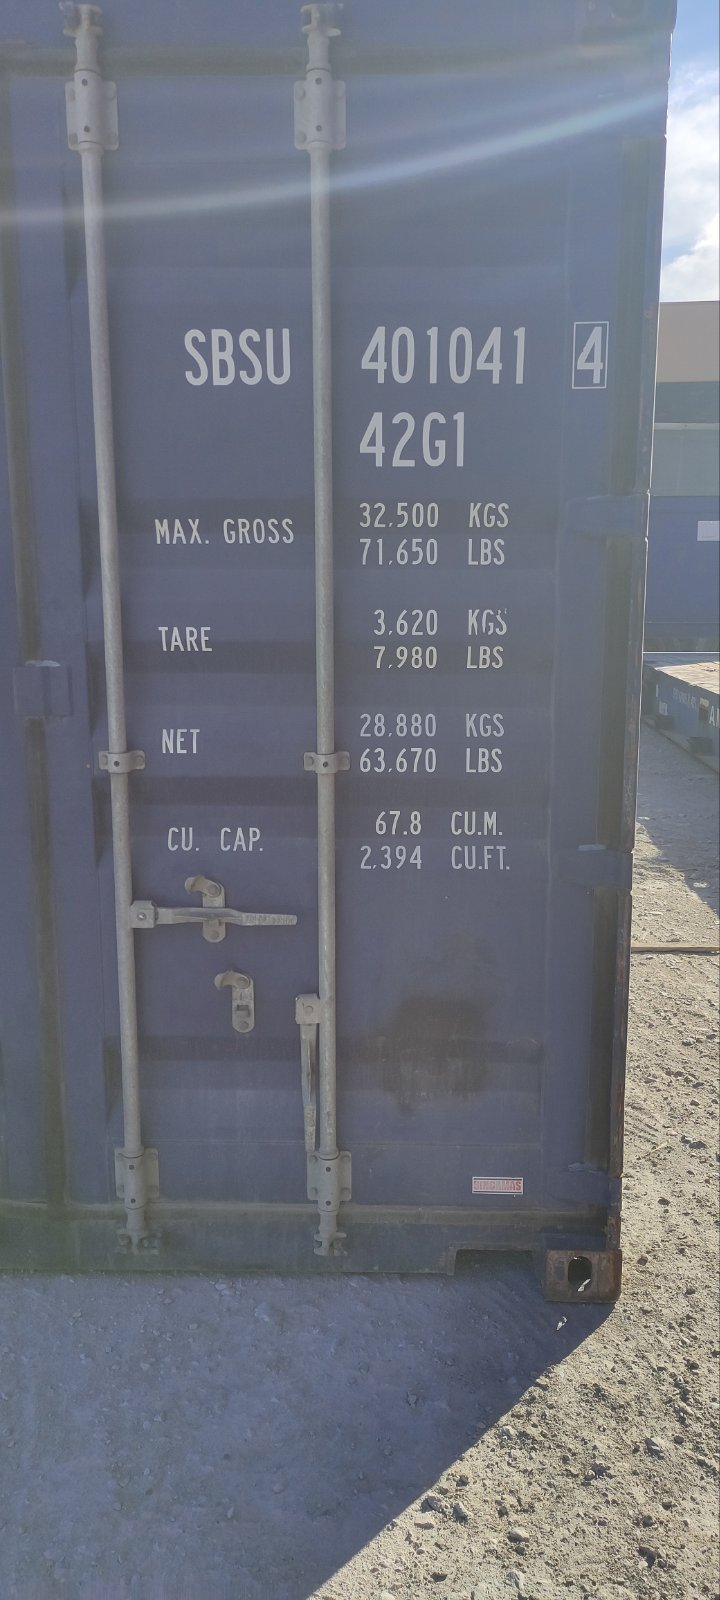 SBSU 401041 4
42G1
MAX. GROSS 32,500 KGS
71,650 LBS
TARE 3,620 KGS
7,980 LBS
NET 28,880 KGS
63,670 LBS
CU. CAP. 67.8 CU.M.
2,394 CU.FT.